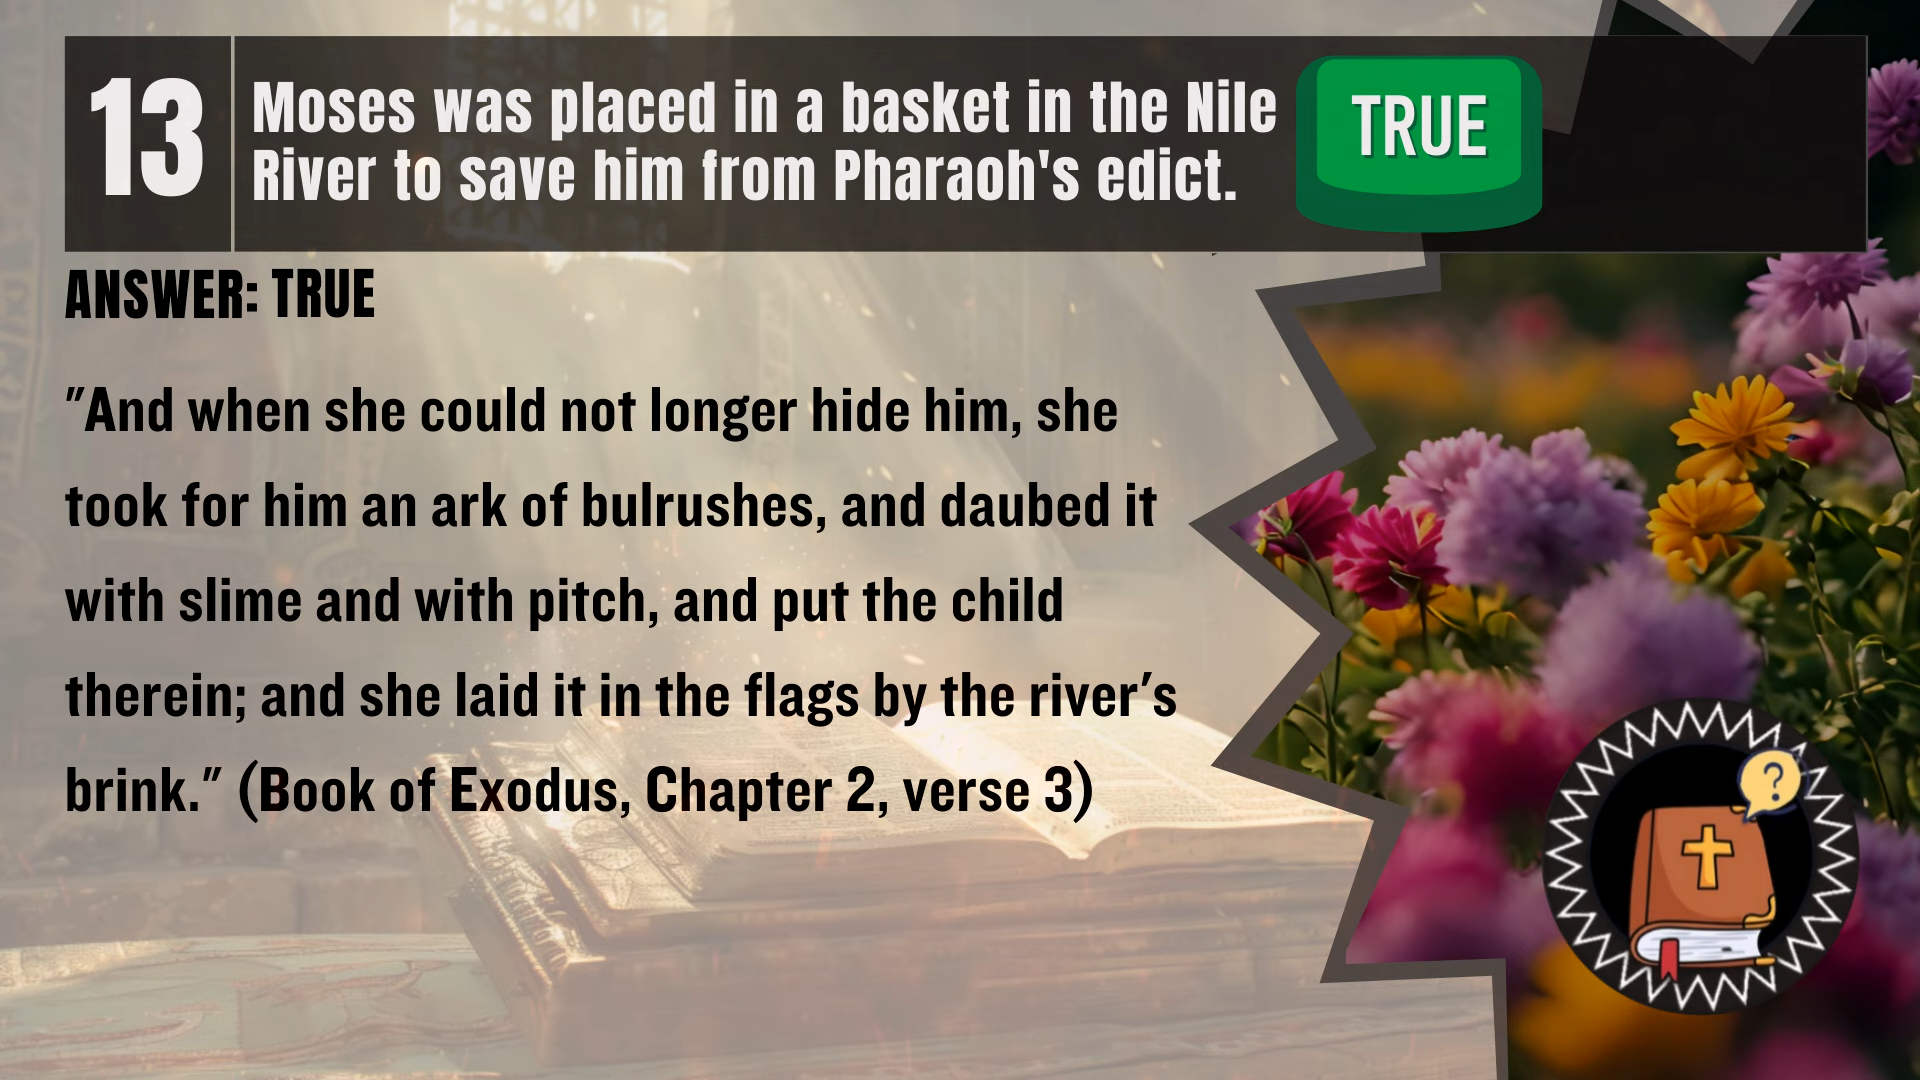 13
Moses was placed in a basket in the Nile
River to save him from Pharaoh's edict.
TRUE
ANSWER: TRUE
"And when she could not longer hide him, she
took for him an ark of bulrushes, and daubed it
with slime and with pitch, and put the child
therein; and she laid it in the flags by the river's
brink." (Book of Exodus, Chapter 2, verse 3)
?